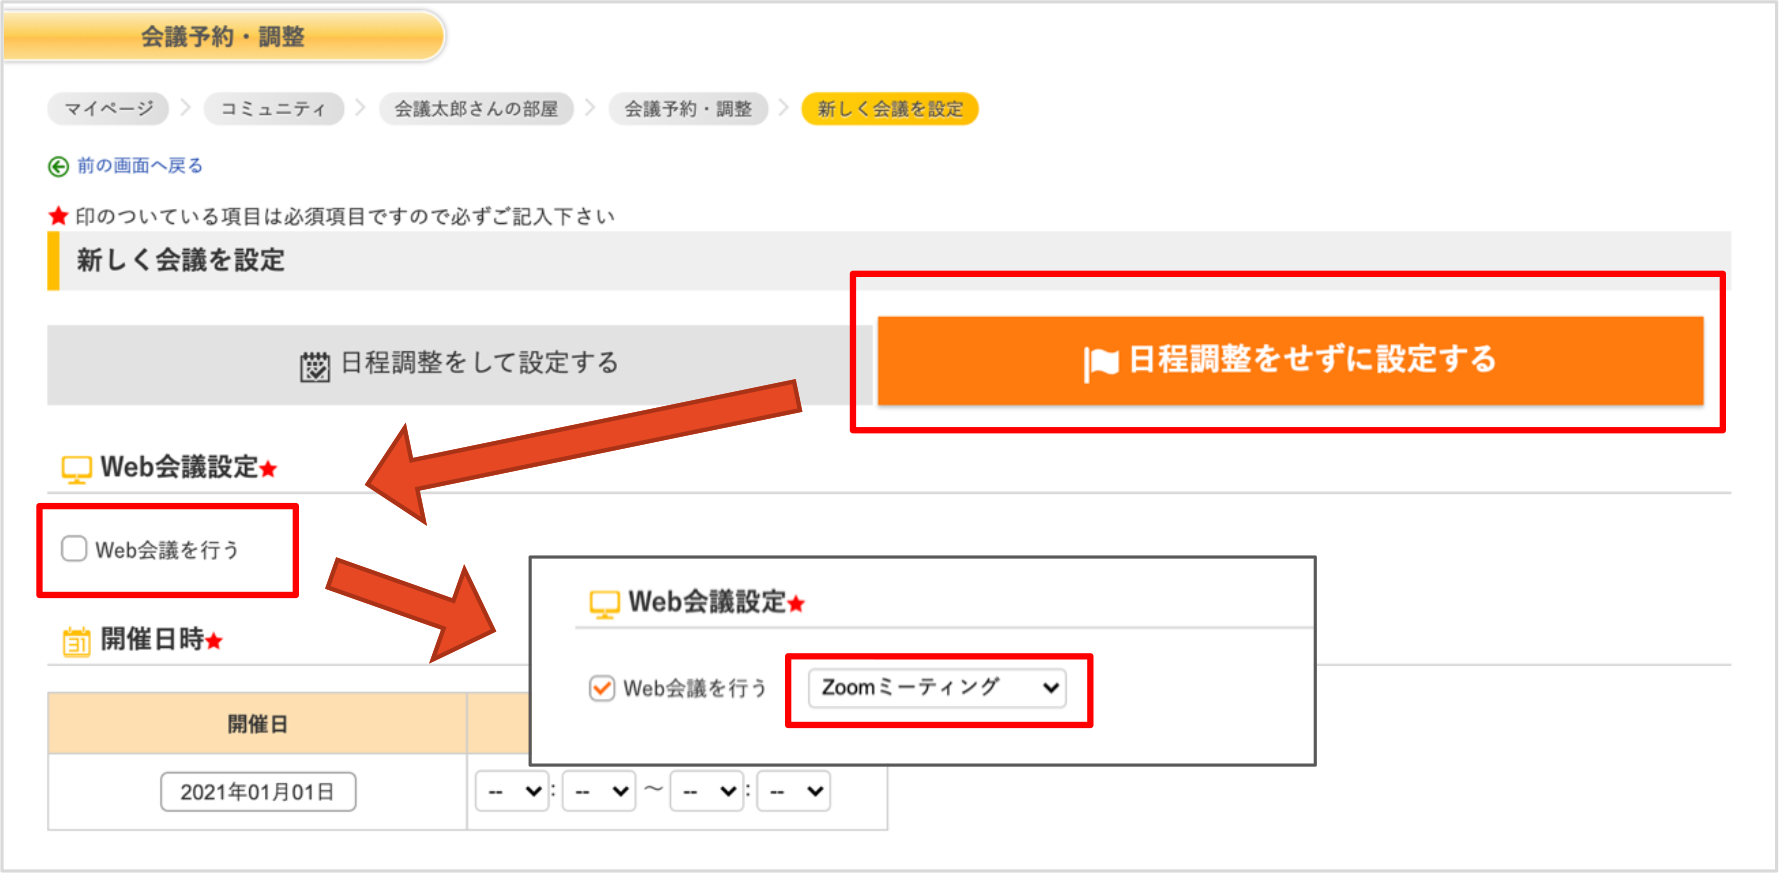 会議予約・調整
マイページ
コミュニティ
会議太郎さんの部屋
会議予約・調整
新しく会議を設定
前の画面へ戻る
★ 印のついている項目は必須項目ですので必ずご記入下さい
新しく会議を設定
日程調整をして設定する
日程調整をせずに設定する
Web会議設定★
Web会議を行う
Web会議設定★
Web会議を行う
Zoomミーティング
31
開催日時★
開催日
2021年01月01日
-- : -- ～ -- : --